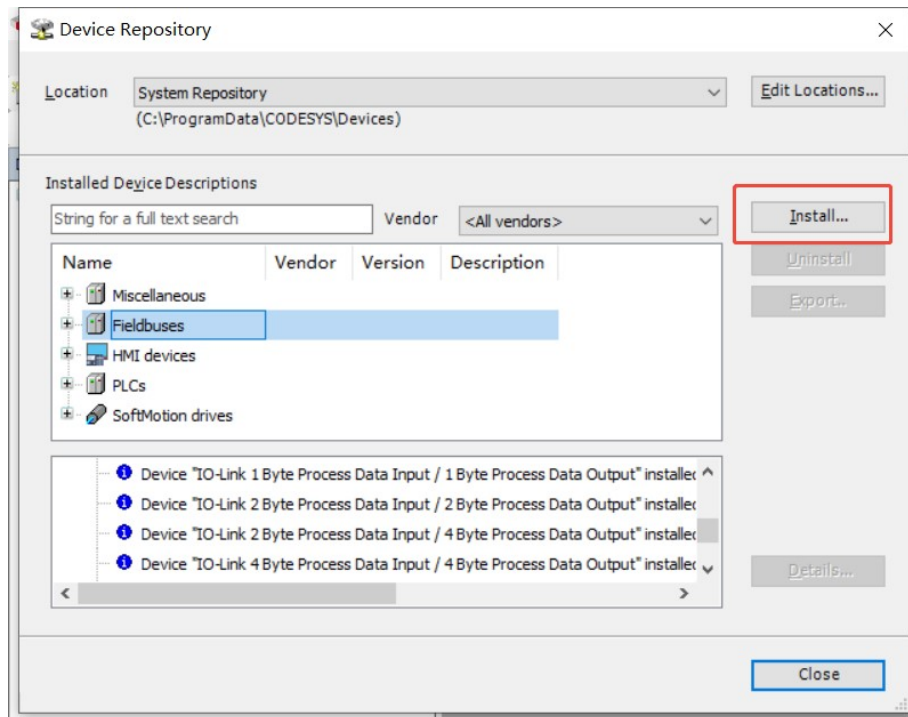 Device Repository
Location
System Repository
Edit Locations...
(C:\ProgramData\CODESYS\Devices)
Installed Device Descriptions
String for a full text search
Vendor
<All vendors>
Install...
Name Vendor Version Description
Uninstall
Miscellaneous
Export...
Fieldbuses
HMI devices
PLCs
SoftMotion drives
Device "IO-Link 1 Byte Process Data Input / 1 Byte Process Data Output" installed
Device "IO-Link 2 Byte Process Data Input / 2 Byte Process Data Output" installed
Device "IO-Link 2 Byte Process Data Input / 4 Byte Process Data Output" installed
Device "IO-Link 4 Byte Process Data Input / 4 Byte Process Data Output" installed
Details...
Close